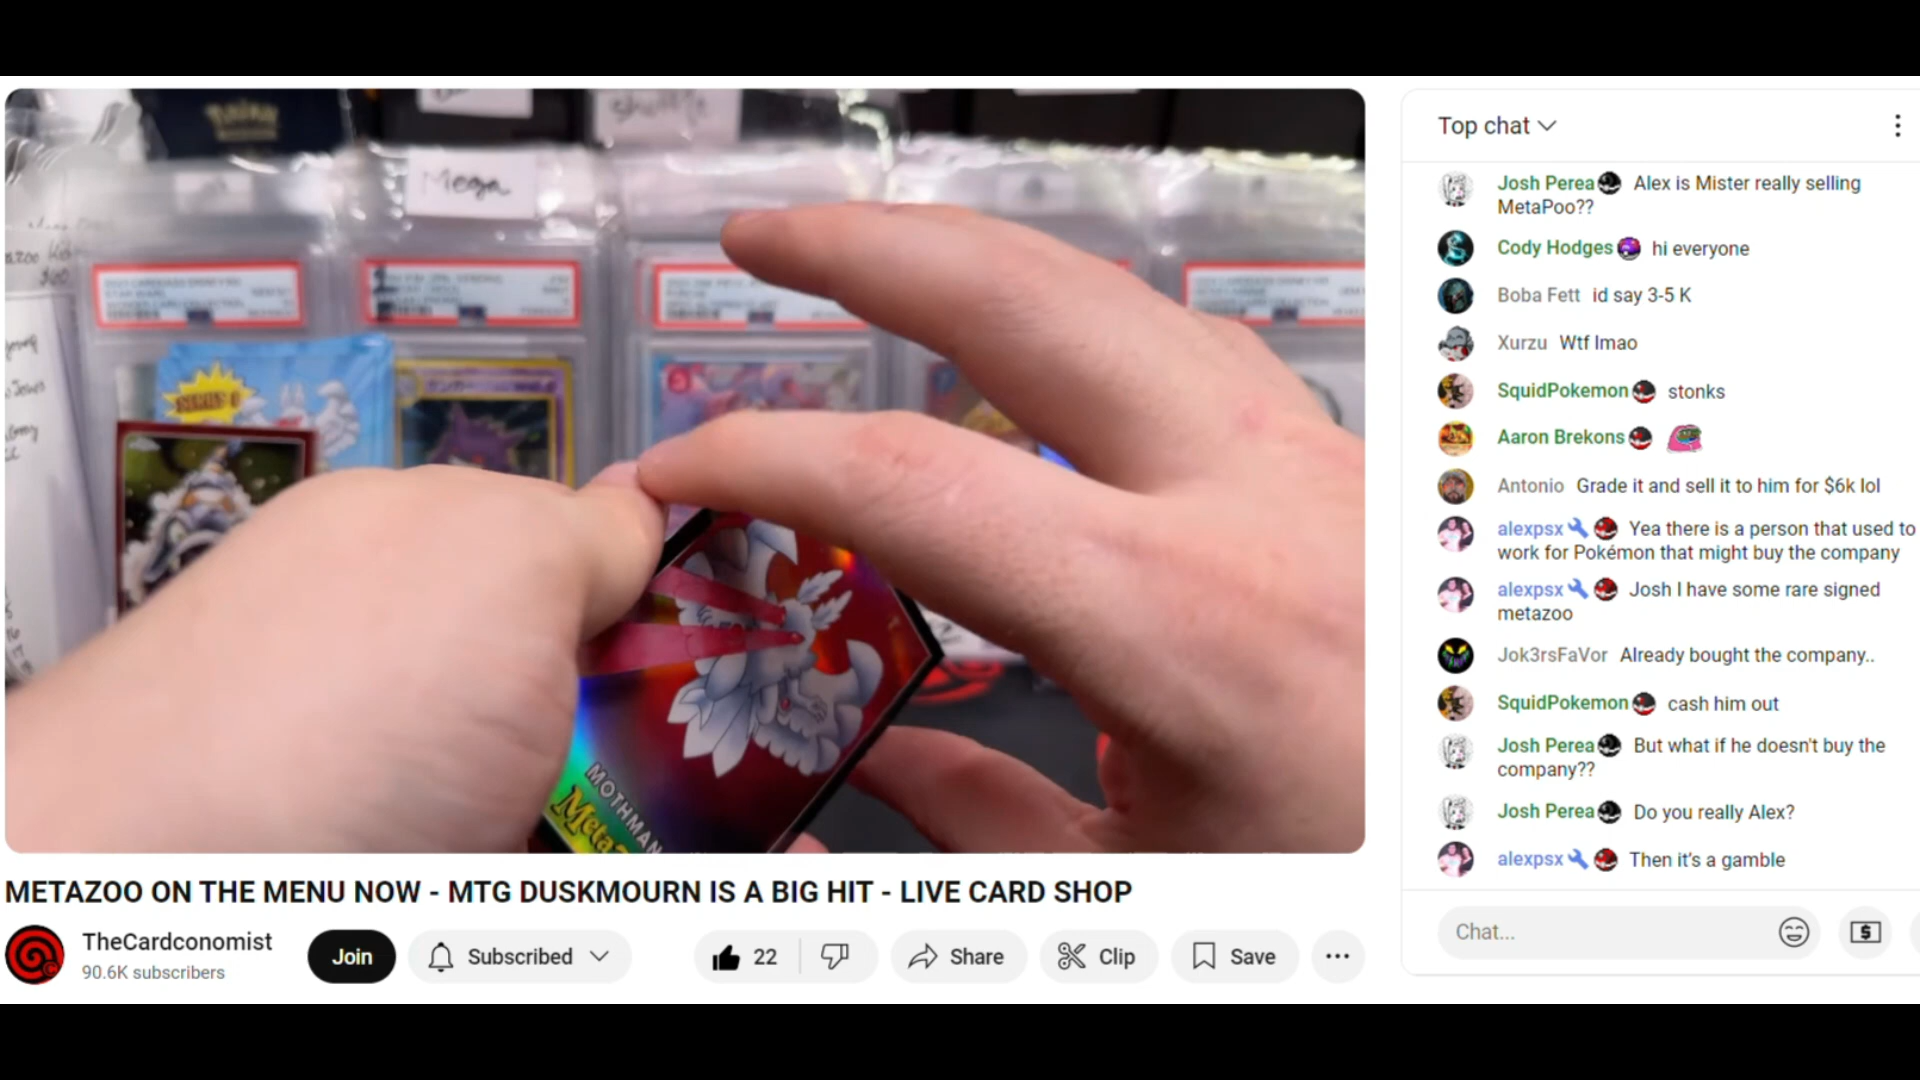 Mega
SERIES 1
MOTHMAN
METAZOO ON THE MENU NOW - MTG DUSKMOURN IS A BIG HIT - LIVE CARD SHOP
TheCardconomist
90.6K subscribers
Join
Subscribed
22
Share
Clip
Save
Top chat
Josh Perea Alex is Mister really selling
MetaPoo??
Cody Hodges hi everyone
Boba Fett id say 3-5 K
Xurzu Wtf lmao
SquidPokemon stonks
Aaron Brekons
Antonio Grade it and sell it to him for $6k lol
alexpsx Yea there is a person that used to
work for Pokémon that might buy the company
alexpsx Josh I have some rare signed
metazoo
Jok3rsFaVor Already bought the company..
SquidPokemon cash him out
Josh Perea But what if he doesn't buy the
company??
Josh Perea Do you really Alex?
alexpsx Then it's a gamble
Chat...